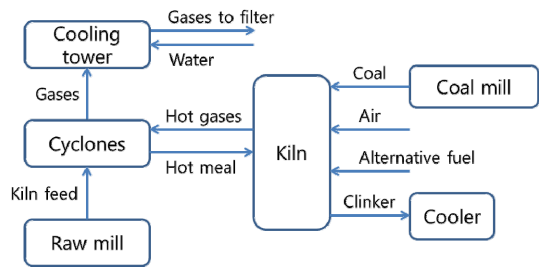 Gases to filter
Cooling
tower
Water
Gases
Coal
Coal mill
Hot gases
Air
Cyclones
Kiln
Hot meal
Alternative fuel
Kiln feed
Clinker
Cooler
Raw mill